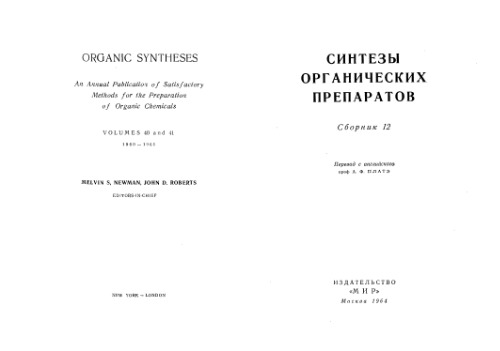 ORGANIC SYNTHESES
An Annual Publication of Satisfactory
Methods for the Preparation
of Organic Chemicals
VOLUMES 40 and 41
1960—1961
MELVIN S. NEWMAN, JOHN D. ROBERTS
EDITORS-IN-CHIEF
NEW YORK – LONDON
СИНТЕЗЫ
ОРГАНИЧЕСКИХ
ПРЕПАРАТОВ
Сборник 12
Перевод с английского
проф. А. Ф. ПЛАТЭ
ИЗДАТЕЛЬСТВО
«МИР»
Москва 1964